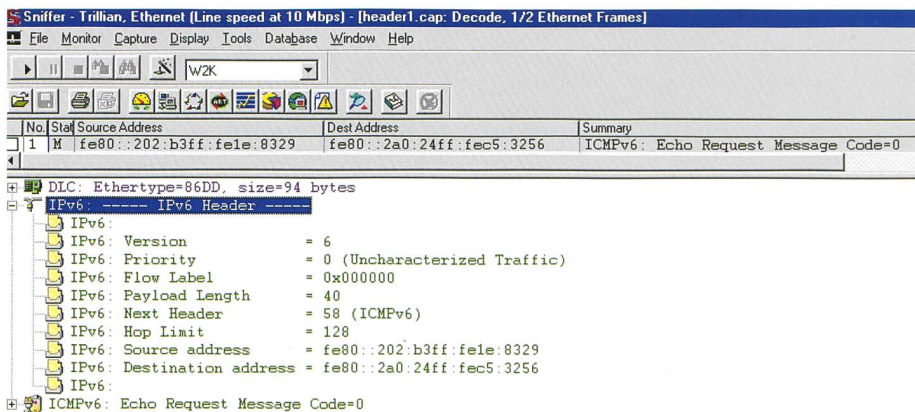 Sniffer - Trillian, Ethernet (Line speed at 10 Mbps) - [header1.cap: Decode, 1/2 Ethernet Frames]
File Monitor Capture Display Tools Database Window Help
W2K
No. Stat Source Address Dest Address Summary
1 M fe80::202:b3ff:fe1e:8329 fe80::2a0:24ff:fec5:3256 ICMPv6: Echo Request Message Code=0
DLC: Ethertype=86DD, size=94 bytes
IPv6: ----- IPv6 Header -----
IPv6:
IPv6: Version = 6
IPv6: Priority = 0 (Uncharacterized Traffic)
IPv6: Flow Label = 0x000000
IPv6: Payload Length = 40
IPv6: Next Header = 58 (ICMPv6)
IPv6: Hop Limit = 128
IPv6: Source address = fe80::202:b3ff:fe1e:8329
IPv6: Destination address = fe80::2a0:24ff:fec5:3256
IPv6:
ICMPv6: Echo Request Message Code=0